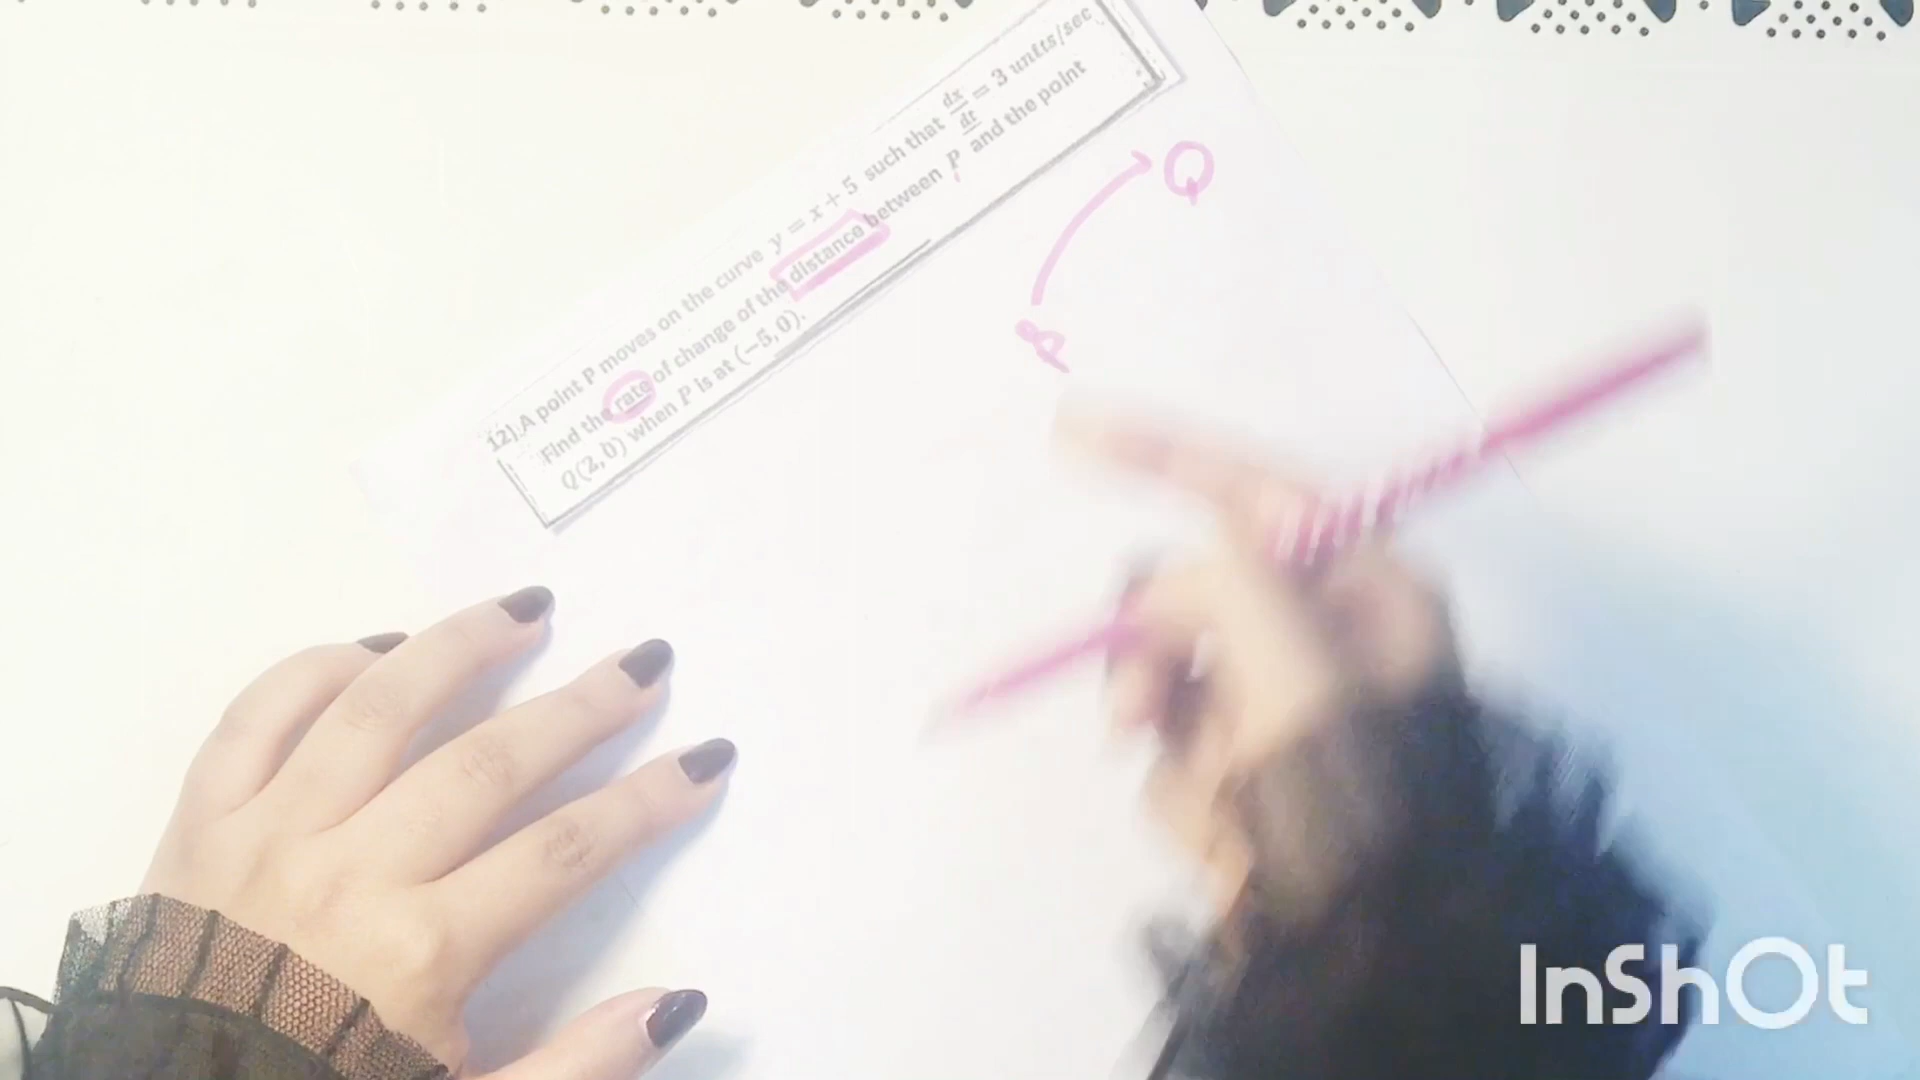 12) A point P moves on the curve y = x + 5 such that dx/dt = 3 units/sec
Find the rate of change of the distance between P and the point
Q(2, 0) when P is at (−5, 0).
Q
P
InShOt